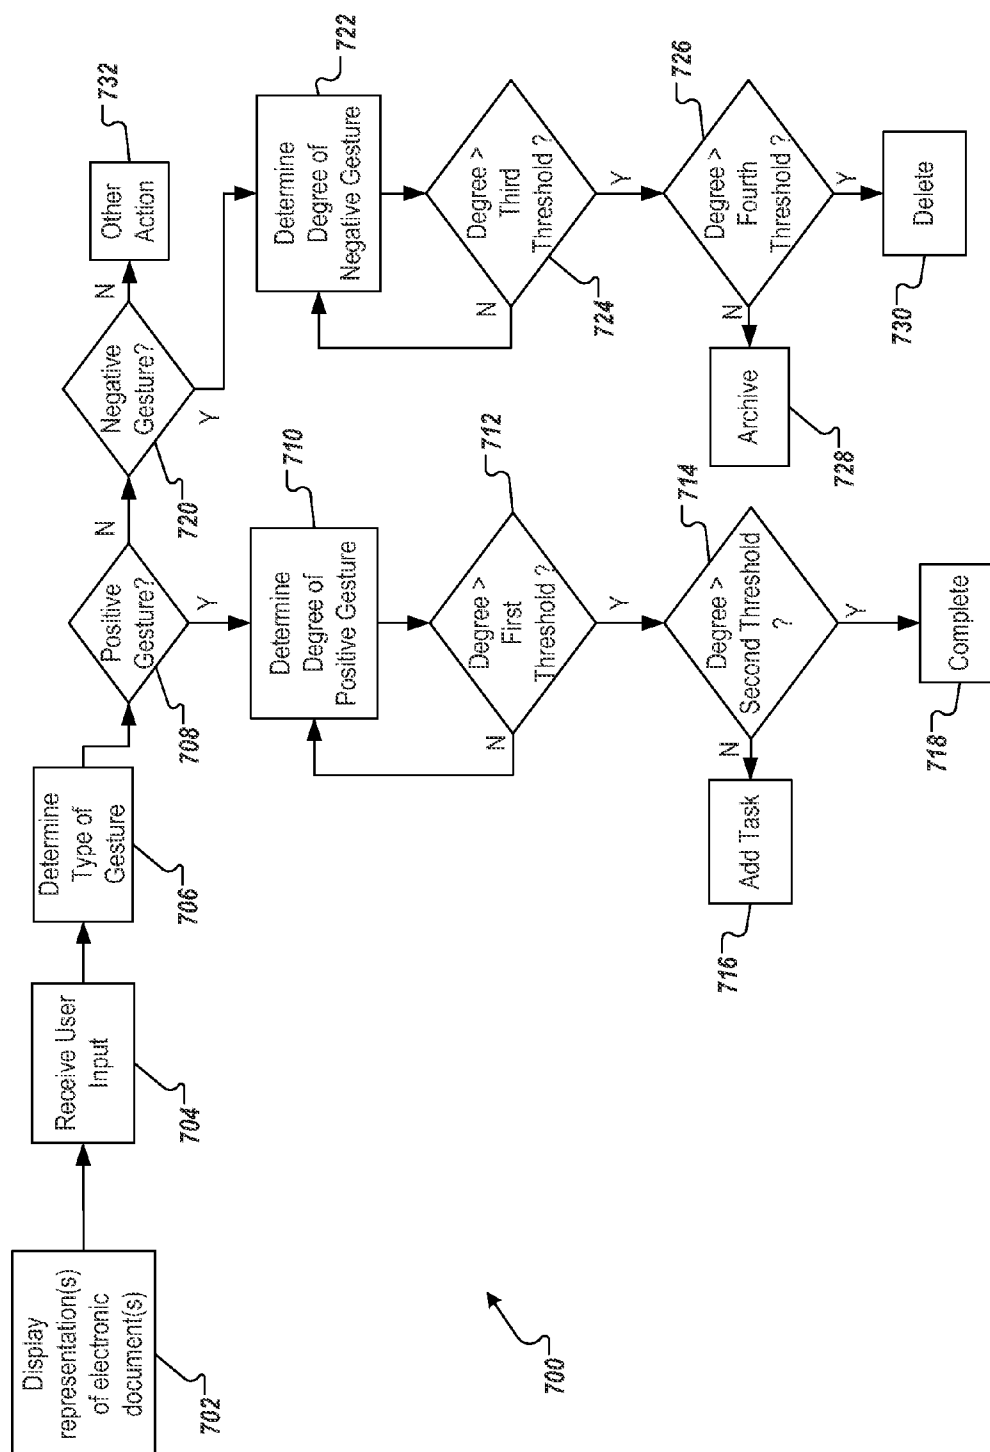 Display
representation(s)
of electronic
document(s)
702
Receive User
Input
704
Determine
Type of
Gesture
706
Positive
Gesture?
708
N
Y
Negative
Gesture?
720
N
Y
Other
Action
732
Determine
Degree of
Positive Gesture
710
Degree >
First
Threshold ?
712
N
Y
Degree >
Second Threshold
?
714
N
Y
Add Task
716
Complete
718
Determine
Degree of
Negative Gesture
722
Degree >
Third
Threshold ?
724
N
Y
Degree >
Fourth
Threshold ?
726
N
Y
Archive
728
Delete
730
700